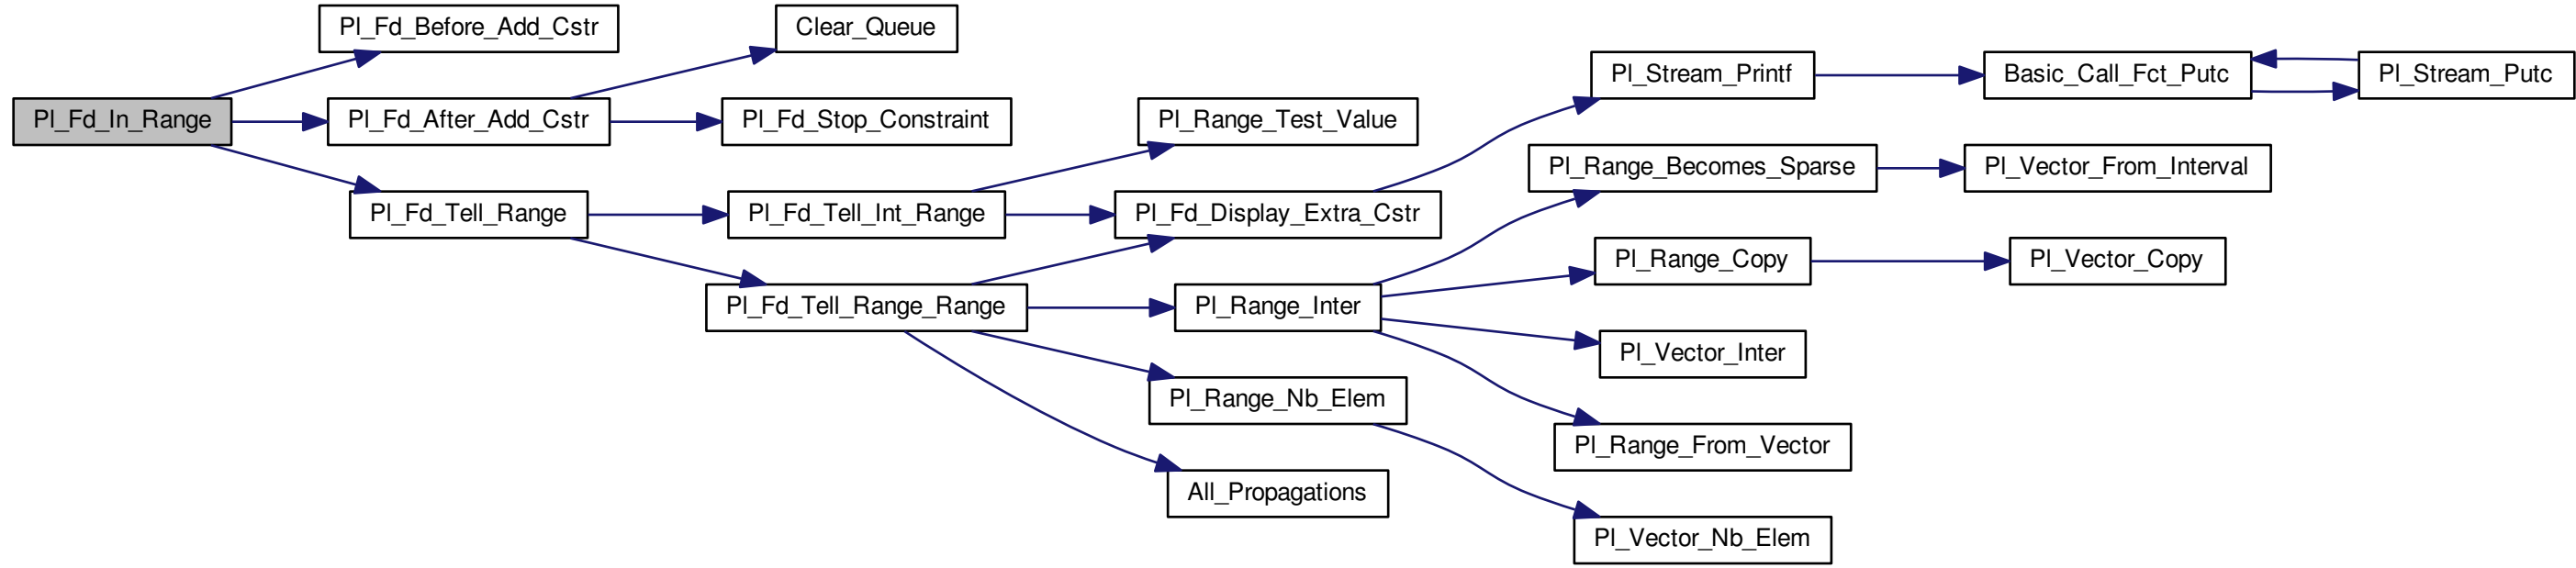 Pl_Fd_In_Range
Pl_Fd_Before_Add_Cstr
Pl_Fd_After_Add_Cstr
Pl_Fd_Tell_Range
Clear_Queue
Pl_Fd_Stop_Constraint
Pl_Fd_Tell_Int_Range
Pl_Fd_Tell_Range_Range
Pl_Range_Test_Value
Pl_Fd_Display_Extra_Cstr
Pl_Range_Inter
Pl_Range_Nb_Elem
All_Propagations
Pl_Stream_Printf
Pl_Range_Becomes_Sparse
Pl_Range_Copy
Pl_Vector_Inter
Pl_Range_From_Vector
Pl_Vector_Nb_Elem
Basic_Call_Fct_Putc
Pl_Vector_From_Interval
Pl_Vector_Copy
Pl_Stream_Putc